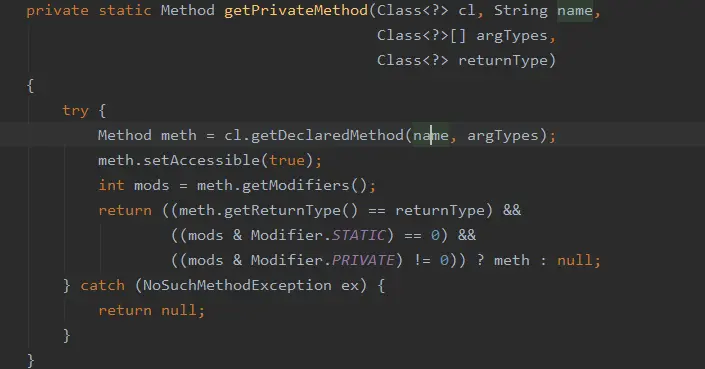 private static Method getPrivateMethod(Class<?> cl, String name,
                                       Class<?>[] argTypes,
                                       Class<?> returnType)
{
    try {
        Method meth = cl.getDeclaredMethod(name, argTypes);
        meth.setAccessible(true);
        int mods = meth.getModifiers();
        return ((meth.getReturnType() == returnType) &&
                ((mods & Modifier.STATIC) == 0) &&
                ((mods & Modifier.PRIVATE) != 0)) ? meth : null;
    } catch (NoSuchMethodException ex) {
        return null;
    }
}